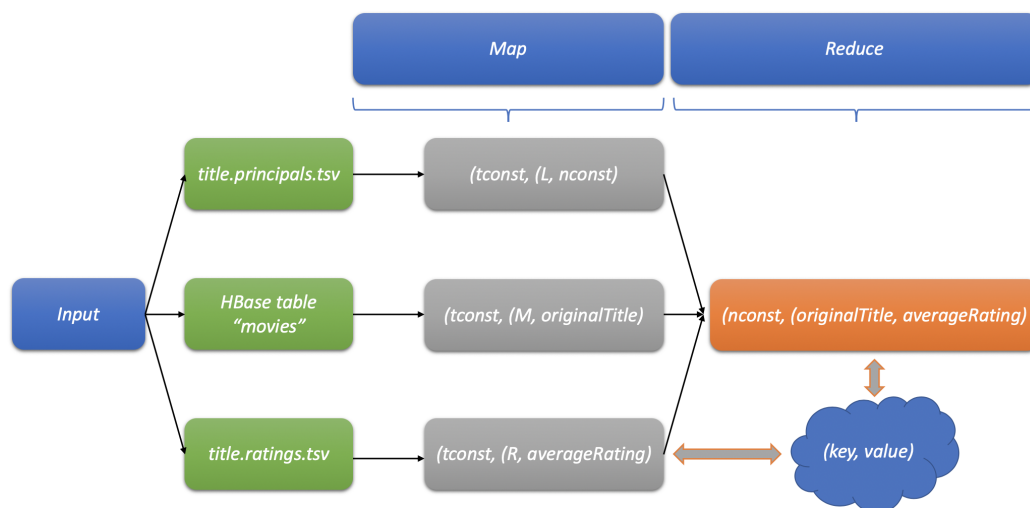 Map
Reduce
title.principals.tsv
(tconst, (L, nconst)
Input
HBase table
“movies”
(tconst, (M, originalTitle)
(nconst, (originalTitle, averageRating)
title.ratings.tsv
(tconst, (R, averageRating)
(key, value)